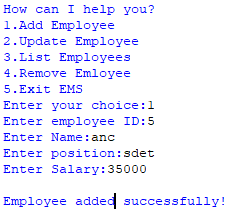 How can I help you?
1.Add Employee
2.Update Employee
3.List Employees
4.Remove Emloyee
5.Exit EMS
Enter your choice:1
Enter employee ID:5
Enter Name:anc
Enter position:sdet
Enter Salary:35000
Employee added successfully!